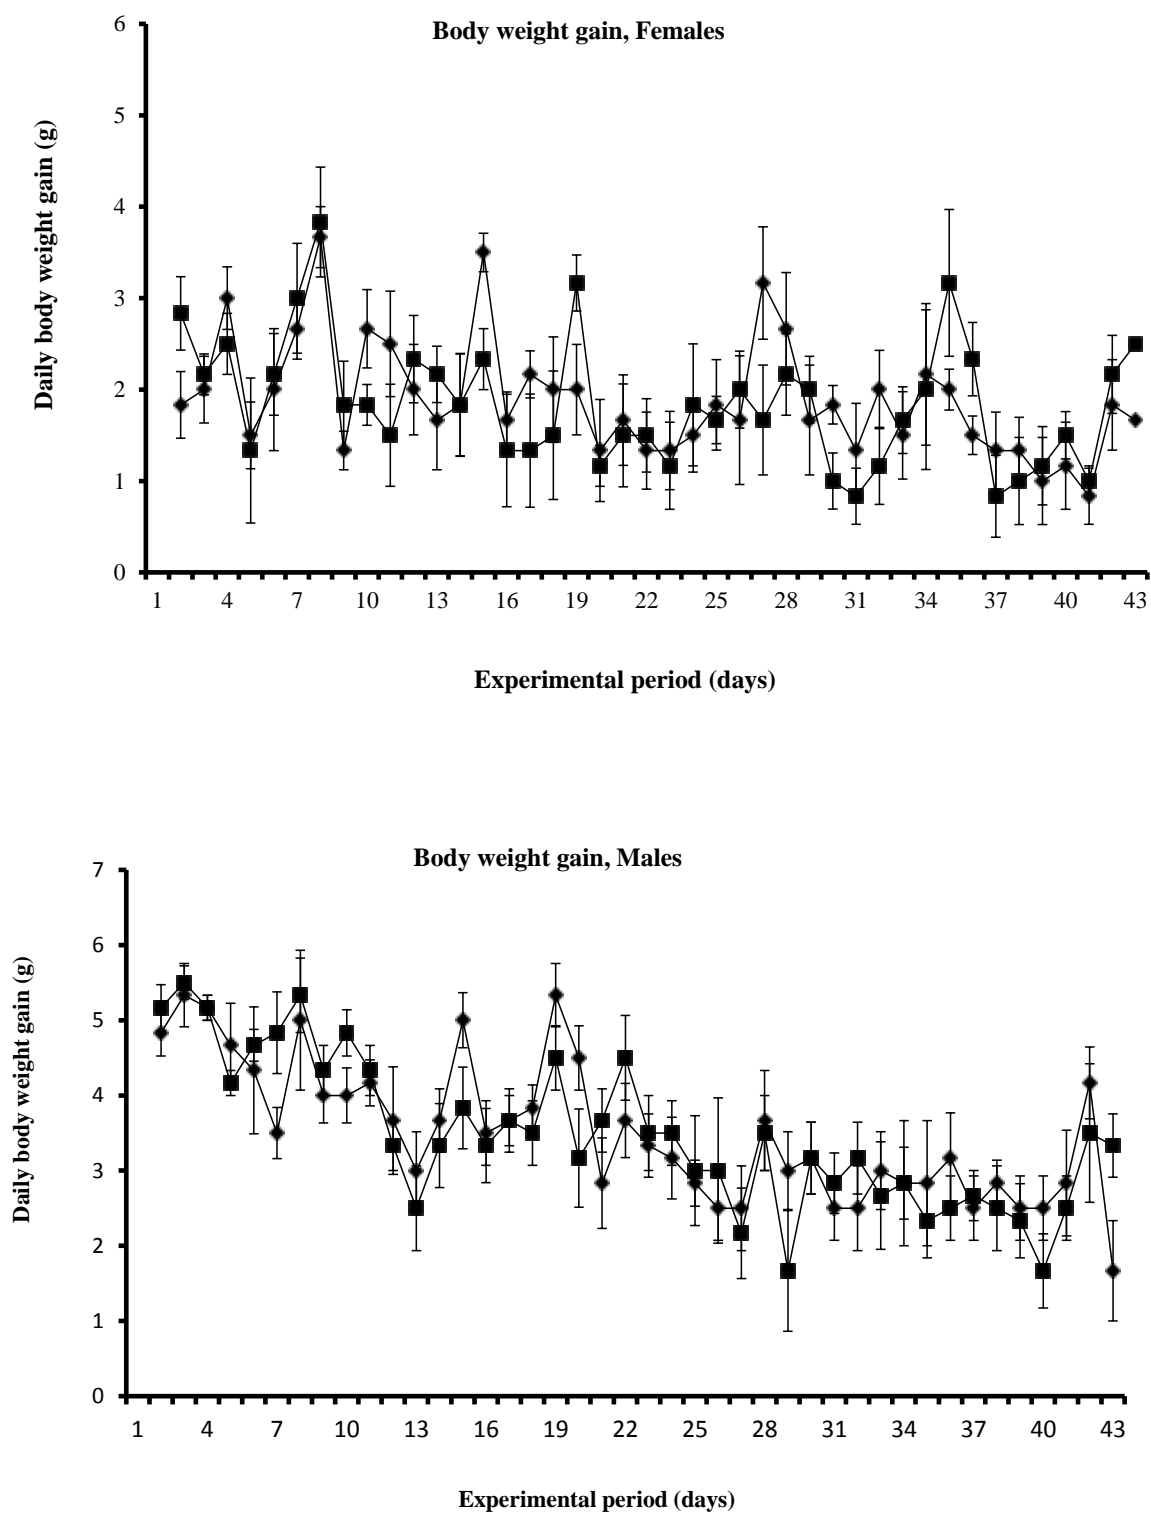 Body weight gain, Females
6
5
4
3
2
1
0
Daily body weight gain (g)
1 4 7 10 13 16 19 22 25 28 31 34 37 40 43
Experimental period (days)
Body weight gain, Males
7
6
5
4
3
2
1
0
Daily body weight gain (g)
1 4 7 10 13 16 19 22 25 28 31 34 37 40 43
Experimental period (days)